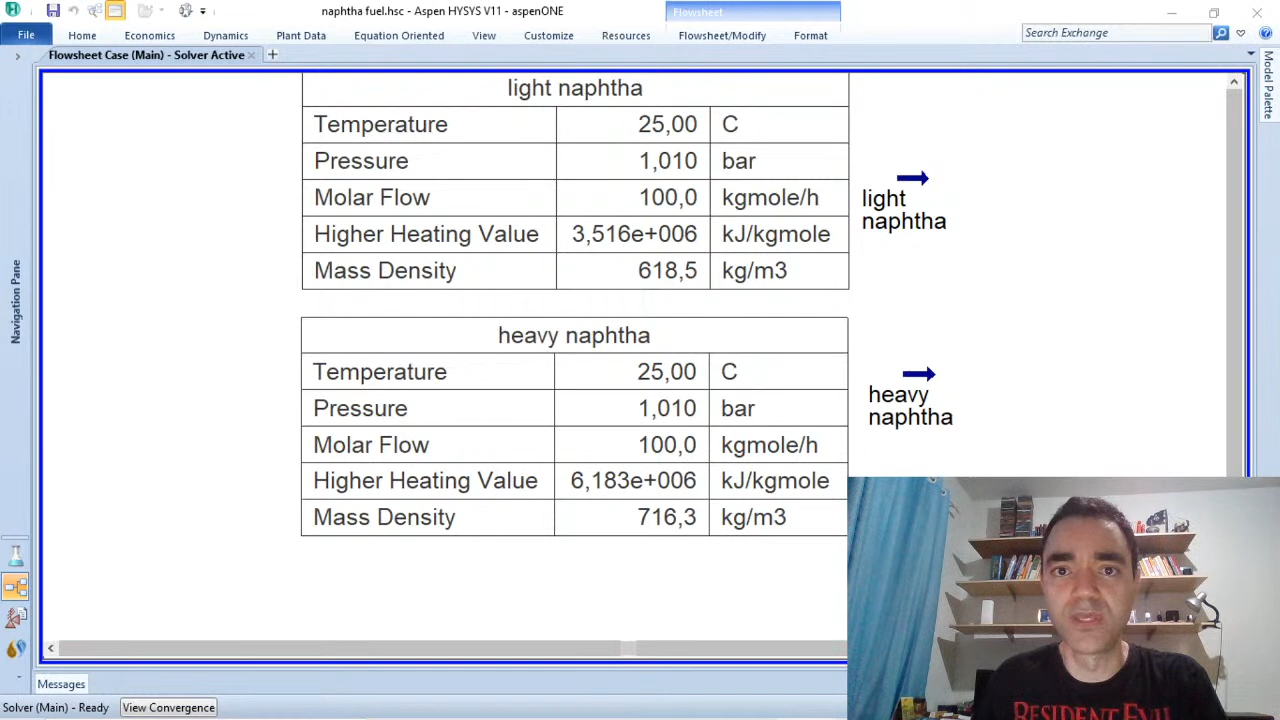 naphtha fuel.hsc - Aspen HYSYS V11 - aspenONE
Flowsheet
File Home Economics Dynamics Plant Data Equation Oriented View Customize Resources Flowsheet/Modify Format
Search Exchange
Flowsheet Case (Main) - Solver Active
Model Palette
Navigation Pane
light naphtha
Temperature 25,00 C
Pressure 1,010 bar
Molar Flow 100,0 kgmole/h
Higher Heating Value 3,516e+006 kJ/kgmole
Mass Density 618,5 kg/m3
light
naphtha
heavy naphtha
Temperature 25,00 C
Pressure 1,010 bar
Molar Flow 100,0 kgmole/h
Higher Heating Value 6,183e+006 kJ/kgmole
Mass Density 716,3 kg/m3
heavy
naphtha
Messages
Solver (Main) - Ready View Convergence
RESIDENT EVIL